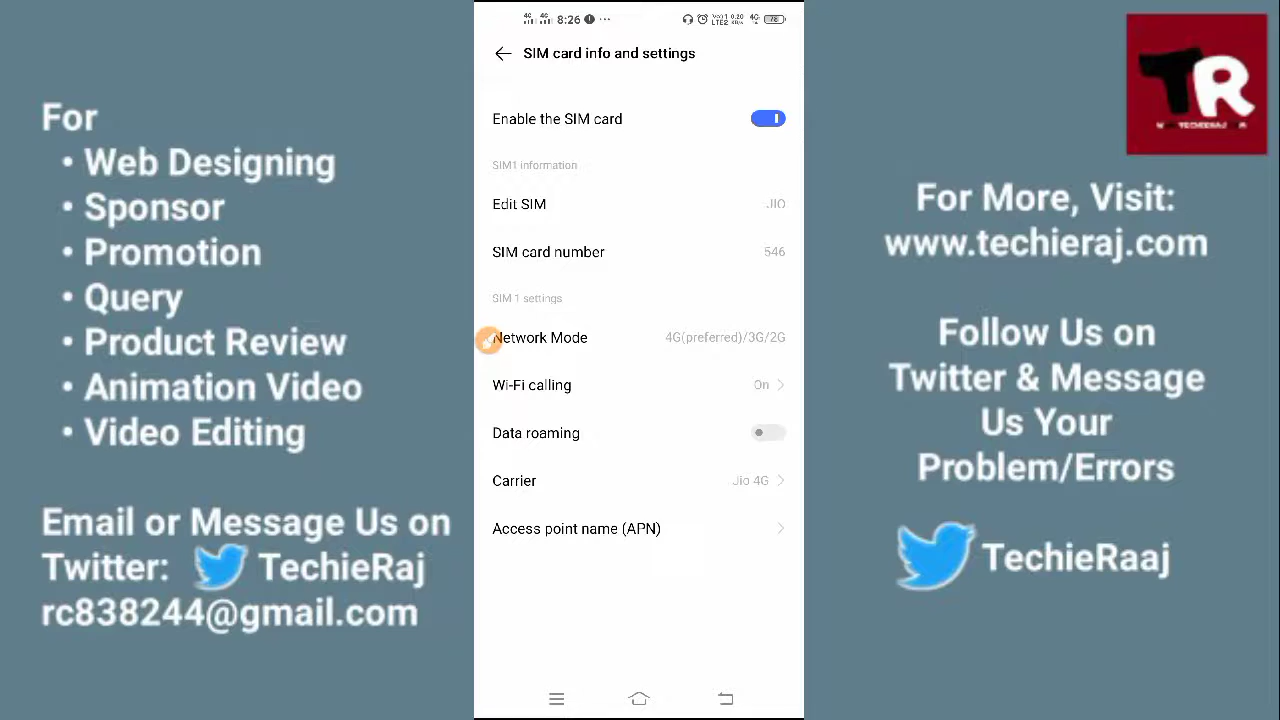 For
• Web Designing
• Sponsor
• Promotion
• Query
• Product Review
• Animation Video
• Video Editing
Email or Message Us on
Twitter: TechieRaj
rc838244@gmail.com
8:26
78
SIM card info and settings
Enable the SIM card
SIM1 information
Edit SIM JIO
SIM card number 546
SIM 1 settings
Network Mode 4G(preferred)/3G/2G
Wi-Fi calling On
Data roaming
Carrier Jio 4G
Access point name (APN)
TR
For More, Visit:
www.techieraj.com
Follow Us on
Twitter & Message
Us Your
Problem/Errors
TechieRaaj